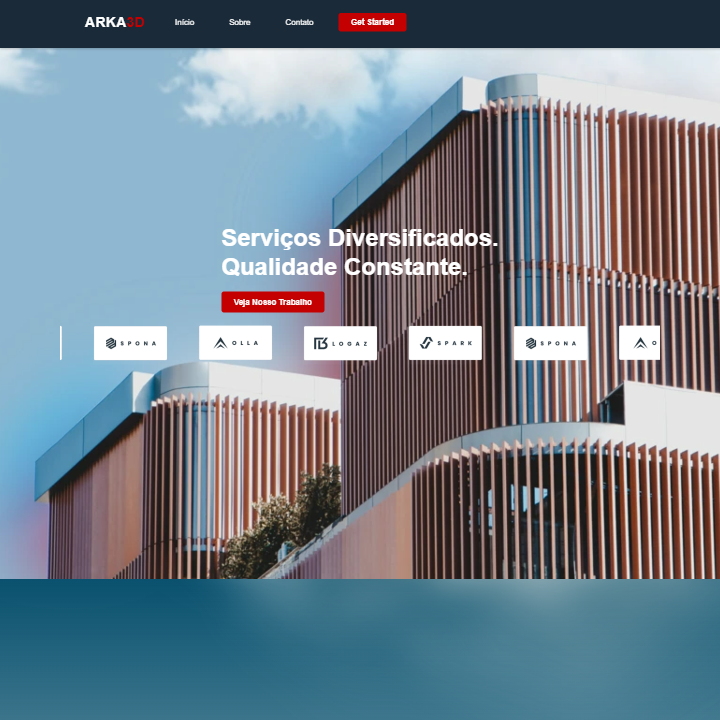 ARKA3D
Início
Sobre
Contato
Get Started
Serviços Diversificados.
Qualidade Constante.
Veja Nosso Trabalho
SPONA
OLLA
LOGAZ
SPARK
SPONA
O